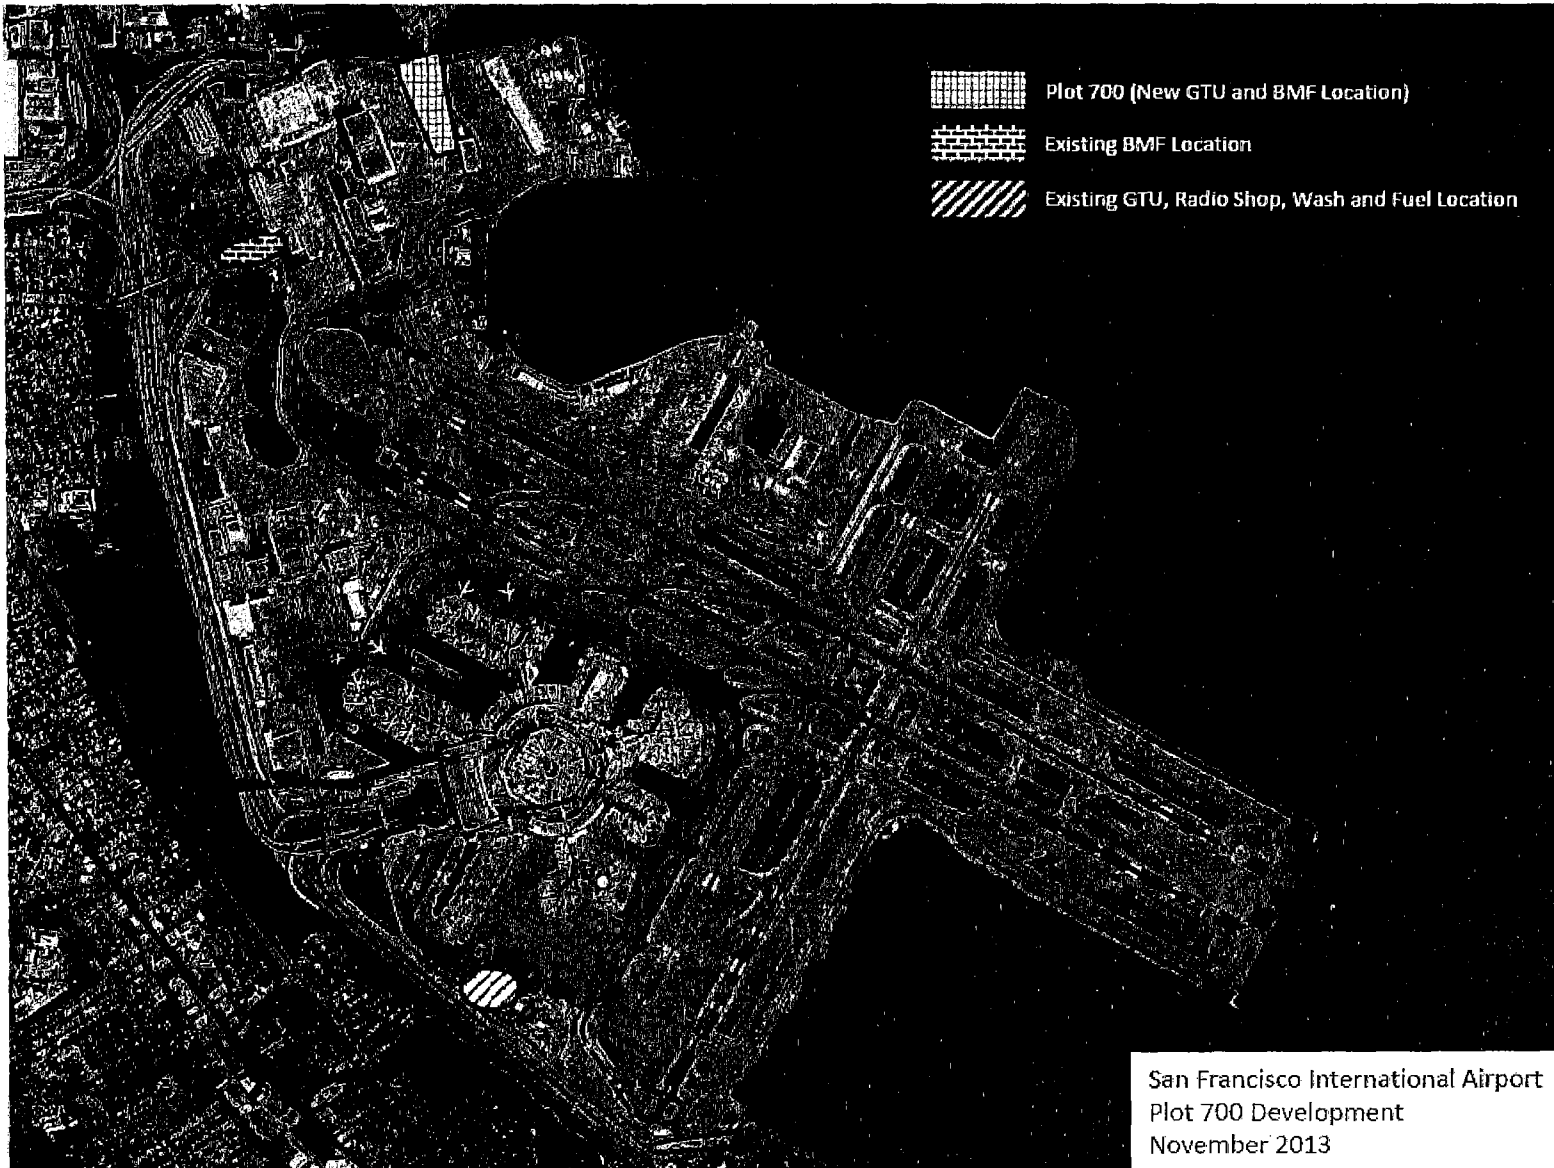 Plot 700 (New GTU and BMF Location)
Existing BMF Location
Existing GTU, Radio Shop, Wash and Fuel Location
San Francisco International Airport
Plot 700 Development
November 2013